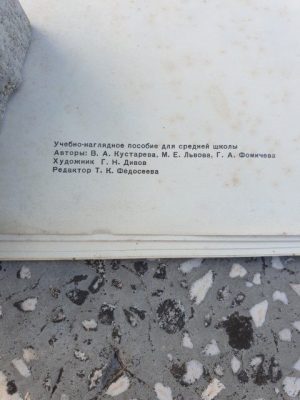 Учебно-наглядное пособие для средней школы
Авторы: В. А. Кустарева, М. Е. Львова, Г. А. Фомичева
Художник Г. Н. Дивов
Редактор Т. К. Федосеева